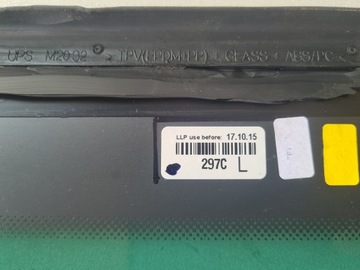 UPS M2002 >TPV(EPDM+PP)+GLASS+ABS/PC<
LLP use before: 17.10.15
297C L